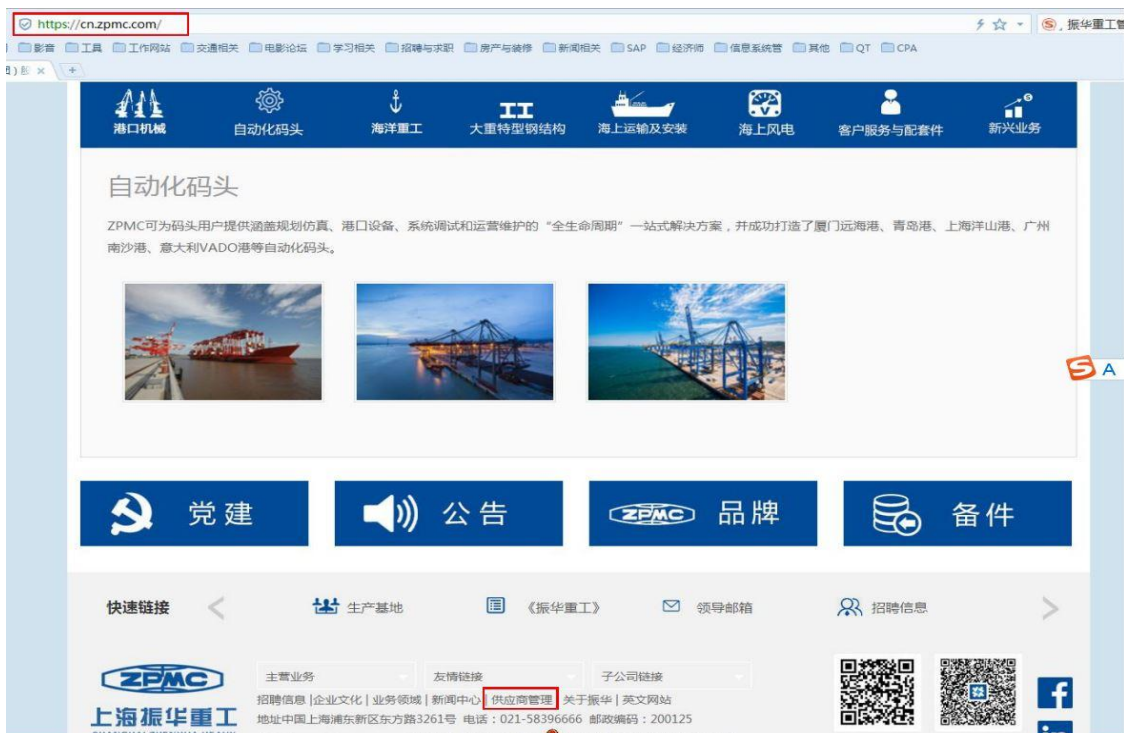 https://cn.zpmc.com/
振华重工管
影音 工具 工作网站 交通相关 电影论坛 学习相关 招聘与求职 房产与装修 新闻相关 SAP 经济师 信息系统管 其他 QT CPA
港口机械 自动化码头 海洋重工 大重特型钢结构 海上运输及安装 海上风电 客户服务与配套件 新兴业务
自动化码头
ZPMC可为码头用户提供涵盖规划仿真、港口设备、系统调试和运营维护的“全生命周期”一站式解决方案，并成功打造了厦门远海港、青岛港、上海洋山港、广州
南沙港、意大利VADO港等自动化码头。
A
党建 公告 ZPMC 品牌 备件
快速链接 生产基地 《振华重工》 领导邮箱 招聘信息
ZPMC
上海振华重工
主营业务 友情链接 子公司链接
招聘信息 |企业文化 | 业务领域 | 新闻中心 | 供应商管理 | 关于振华 | 英文网站
地址中国上海浦东新区东方路3261号 电话：021-58396666 邮政编码：200125
f
in